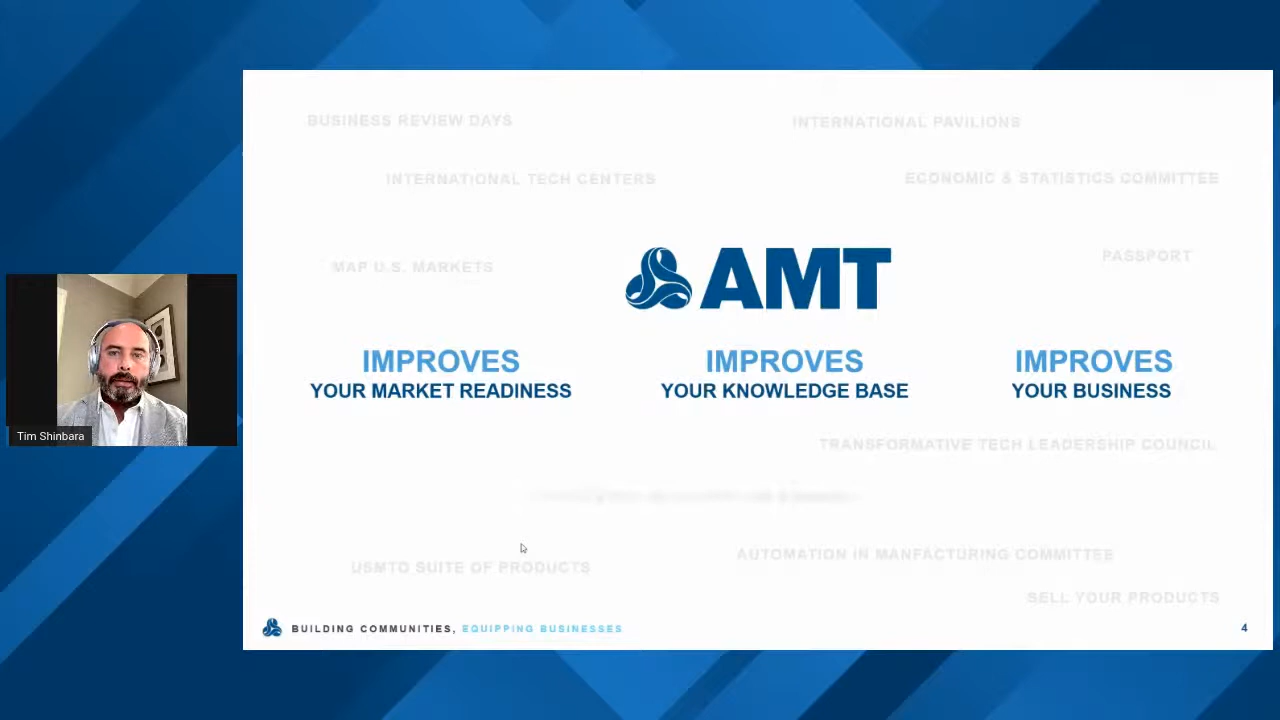 BUSINESS REVIEW DAYS
INTERNATIONAL PAVILIONS
INTERNATIONAL TECH CENTERS
ECONOMIC & STATISTICS COMMITTEE
MAP U.S. MARKETS
PASSPORT
AMT
IMPROVES
YOUR MARKET READINESS
IMPROVES
YOUR KNOWLEDGE BASE
IMPROVES
YOUR BUSINESS
Tim Shinbara
TRANSFORMATIVE TECH LEADERSHIP COUNCIL
AUTOMATION IN MANFACTURING COMMITTEE
USMTO SUITE OF PRODUCTS
SELL YOUR PRODUCTS
BUILDING COMMUNITIES, EQUIPPING BUSINESSES
4